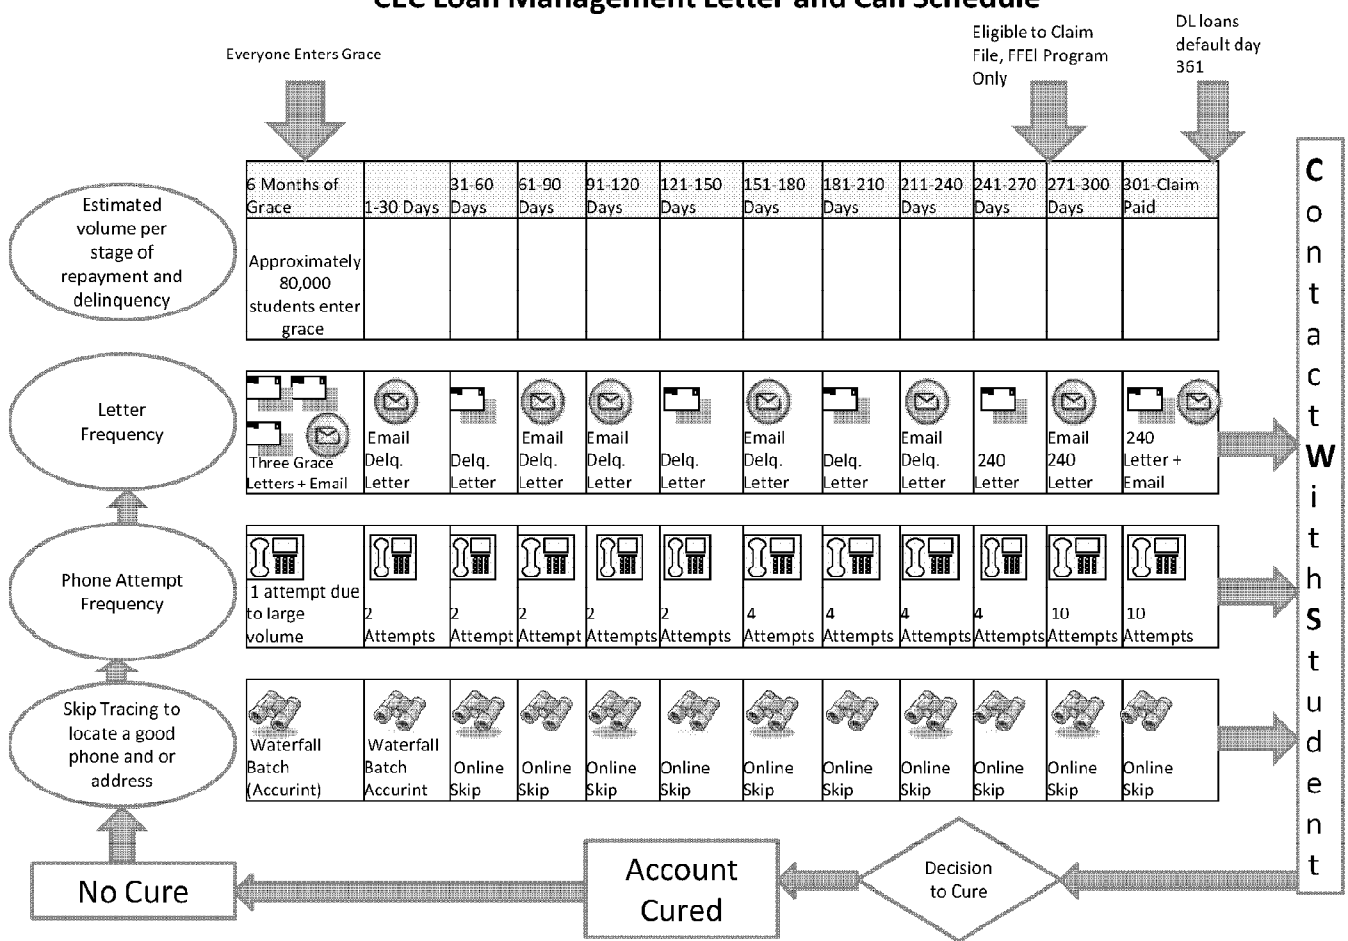 CEC Loan Management Letter and Call Schedule
Everyone Enters Grace
Eligible to Claim
File, FFEl Program
Only
DL loans
default day
361
Estimated
volume per
stage of
repayment and
delinquency
6 Months of
Grace
1-30 Days
31-60
Days
61-90
Days
91-120
Days
121-150
Days
151-180
Days
181-210
Days
211-240
Days
241-270
Days
271-300
Days
301-Claim
Paid
Approximately
80,000
students enter
grace
Letter
Frequency
Three Grace
Letters + Email
Email
Delq.
Letter
Delq.
Letter
Email
Delq.
Letter
Email
Delq.
Letter
Delq.
Letter
Email
Delq.
Letter
Delq.
Letter
Email
Delq.
Letter
240
Letter
Email
240
Letter
240
Letter +
Email
Phone Attempt
Frequency
1 attempt due
to large
volume
2
Attempts
2
Attempt
2
Attempt
2
Attempts
2
Attempts
4
Attempts
4
Attempts
4
Attempts
4
Attempts
10
Attempts
10
Attempts
Skip Tracing to
locate a good
phone and or
address
Waterfall
Batch
(Accurint)
Waterfall
Batch
Accurint
Online
Skip
Online
Skip
Online
Skip
Online
Skip
Online
Skip
Online
Skip
Online
Skip
Online
Skip
Online
Skip
Online
Skip
Contact With Student
Decision
to Cure
Account
Cured
No Cure